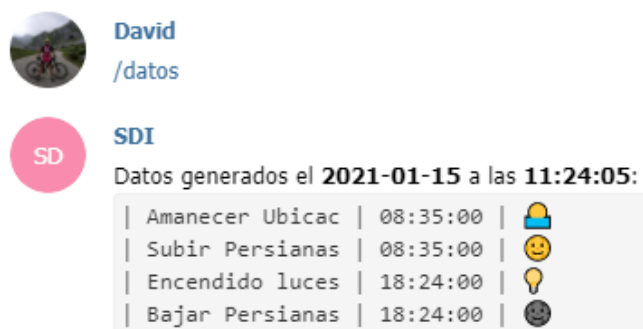 David
/datos
SD
SDI
Datos generados el 2021-01-15 a las 11:24:05:
| Amanecer Ubicac | 08:35:00 | 🌅
| Subir Persianas | 08:35:00 | 🙂
| Encendido luces | 18:24:00 | 💡
| Bajar Persianas | 18:24:00 | 🌚